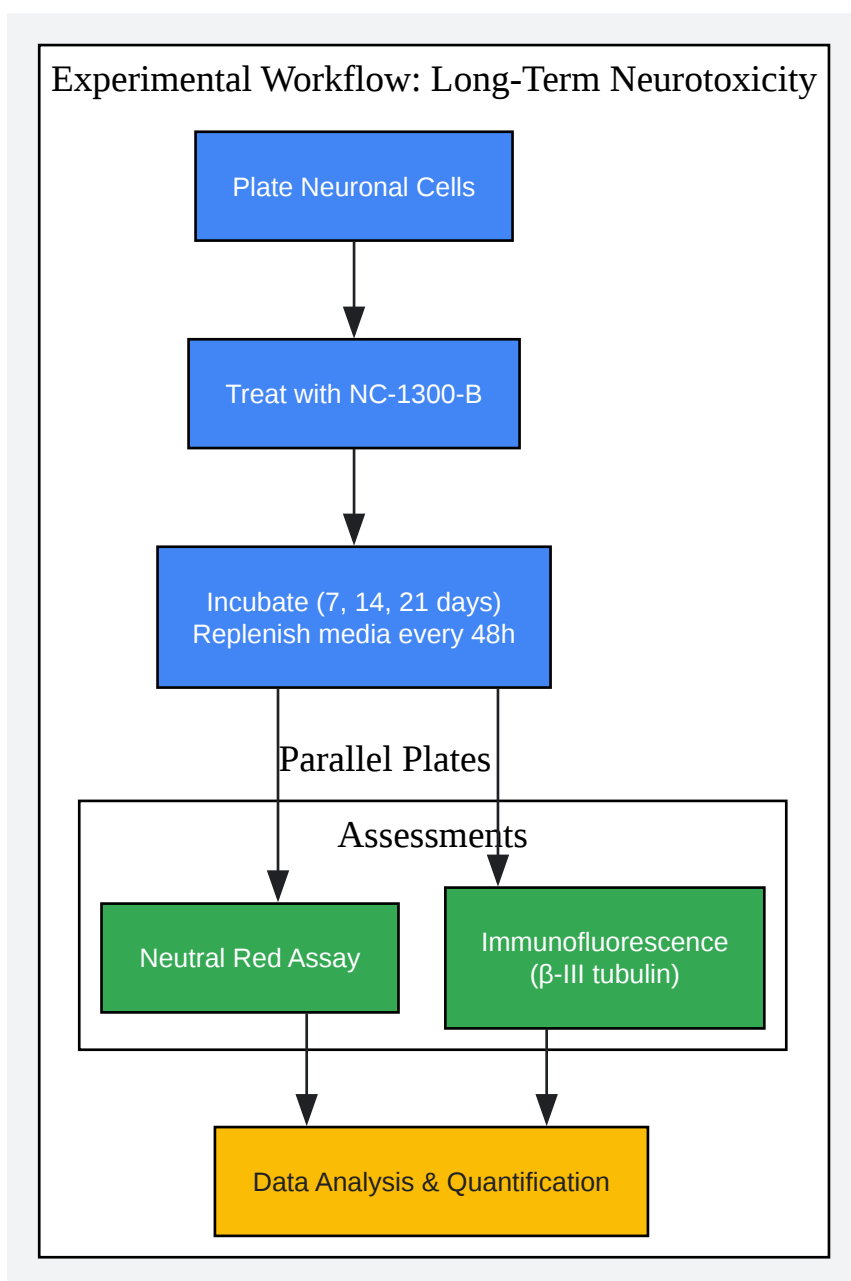 Experimental Workflow: Long-Term Neurotoxicity
Plate Neuronal Cells
Treat with NC-1300-B
Incubate (7, 14, 21 days)
Replenish media every 48h
Parallel Plates
Assessments
Neutral Red Assay
Immunofluorescence
(β-III tubulin)
Data Analysis & Quantification